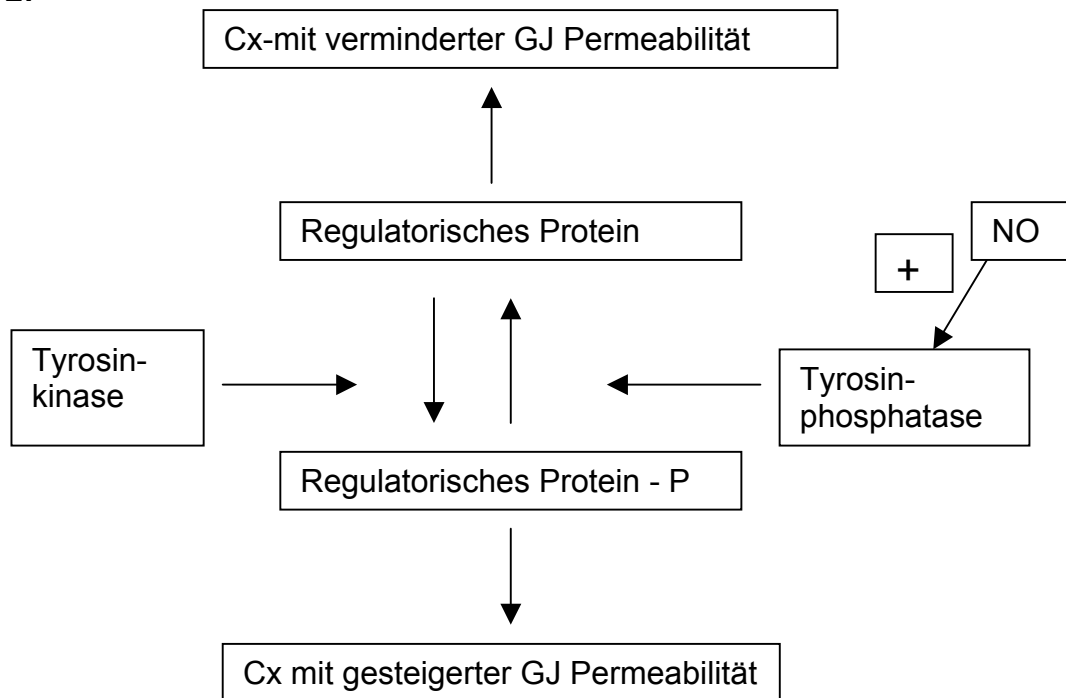 Cx-mit verminderter GJ Permeabilität
Regulatorisches Protein
NO
+
Tyrosin-
kinase
Tyrosin-
phosphatase
Regulatorisches Protein - P
Cx mit gesteigerter GJ Permeabilität